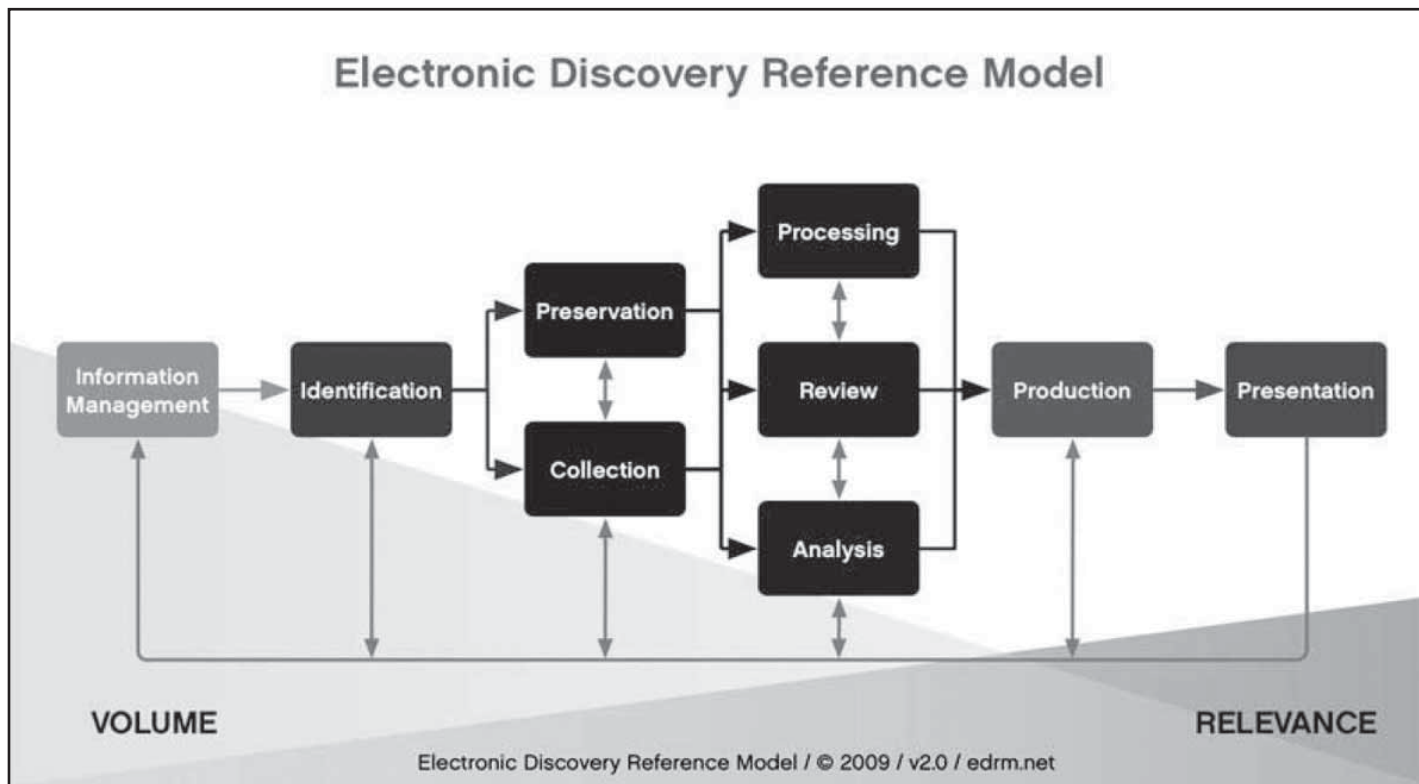 Electronic Discovery Reference Model
Processing
Preservation
Information
Management
Identification
Review
Production
Presentation
Collection
Analysis
VOLUME
RELEVANCE
Electronic Discovery Reference Model / © 2009 / v2.0 / edrm.net